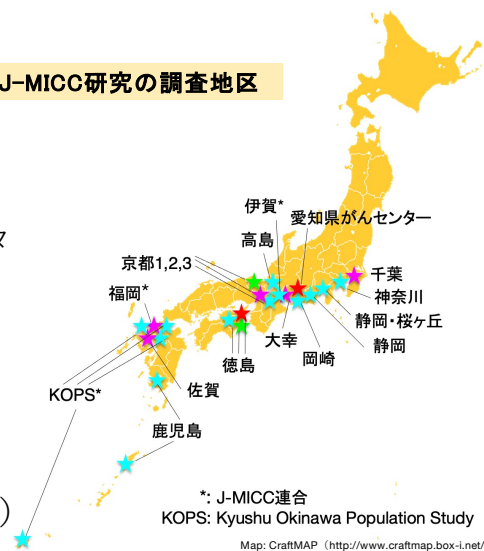 J-MICC研究の調査地区
伊賀*
愛知県がんセンター
高島
京都1,2,3
千葉
福岡*
神奈川
静岡・桜ヶ丘
大幸
静岡
岡崎
徳島
佐賀
KOPS*
鹿児島
*: J-MICC連合
)
KOPS: Kyushu Okinawa Population Study
Map: CraftMAP（http://www.craftmap.box-i.net/